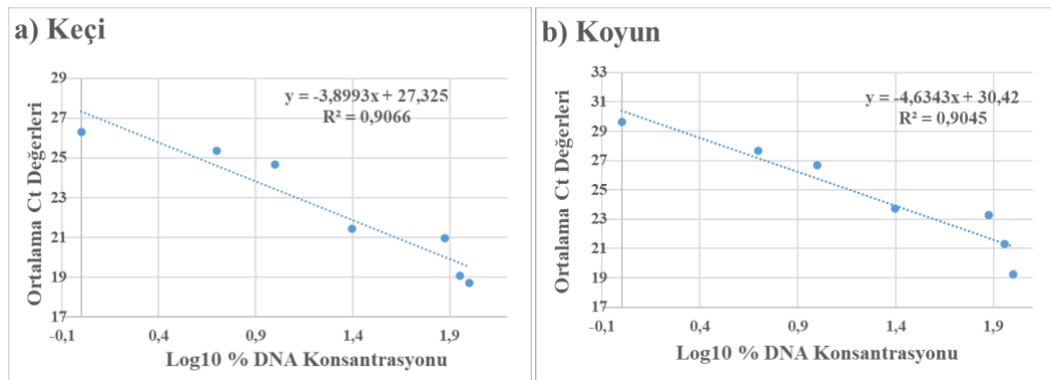 a) Keçi
Ortalama Ct Değerleri
29
27
25
23
21
19
17
y = -3,8993x + 27,325
R² = 0,9066
-0,1
0,4
0,9
1,4
1,9
Log10 % DNA Konsantrasyonu
b) Koyun
Ortalama Ct Değerleri
33
31
29
27
25
23
21
19
17
y = -4,6343x + 30,42
R² = 0,9045
-0,1
0,4
0,9
1,4
1,9
Log10 % DNA Konsantrasyonu